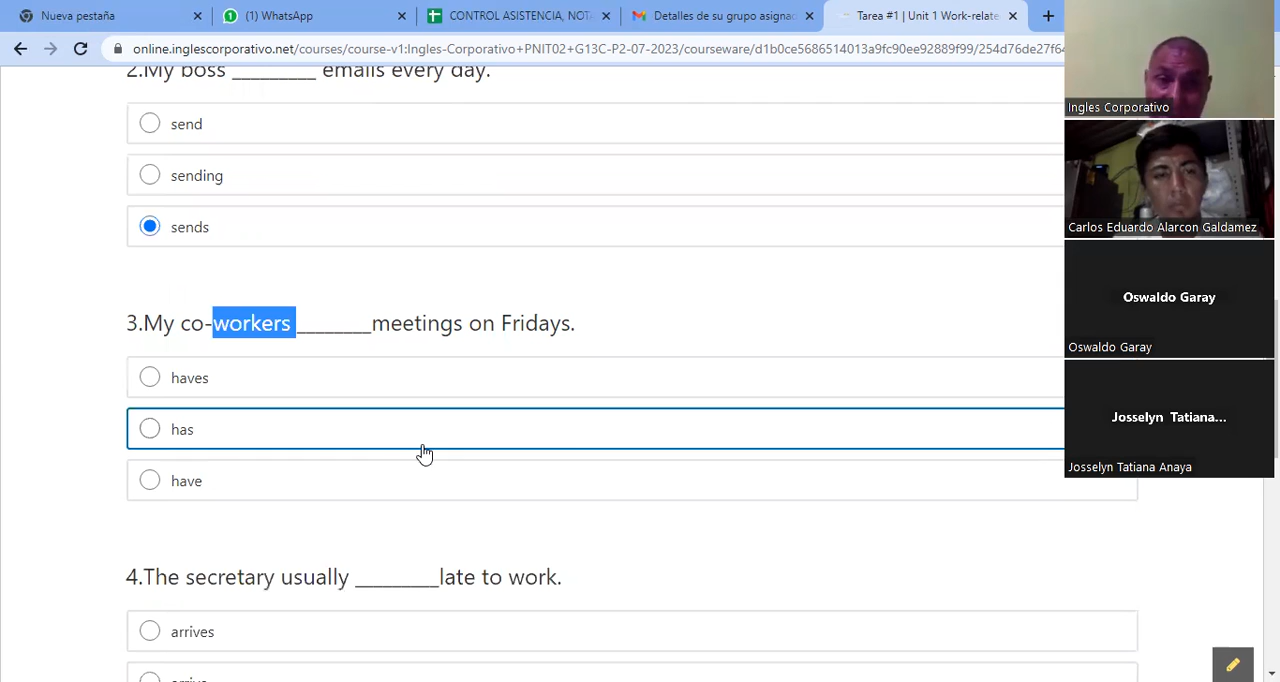 Nueva pestaña
(1) WhatsApp
CONTROL ASISTENCIA, NOT
Detalles de su grupo asignac
Tarea #1 | Unit 1 Work-relate
online.inglescorporativo.net/courses/course-v1:Ingles-Corporativo+PNIT02+G13C-P2-07-2023/courseware/d1b0ce5686514013a9fc90ee92889f99/254d76de27f64
2.My boss ________ emails every day.
send
sending
sends
3.My co-workers _______meetings on Fridays.
haves
has
have
4.The secretary usually ________late to work.
arrives
Ingles Corporativo
Carlos Eduardo Alarcon Galdamez
Oswaldo Garay
Oswaldo Garay
Josselyn Tatiana...
Josselyn Tatiana Anaya